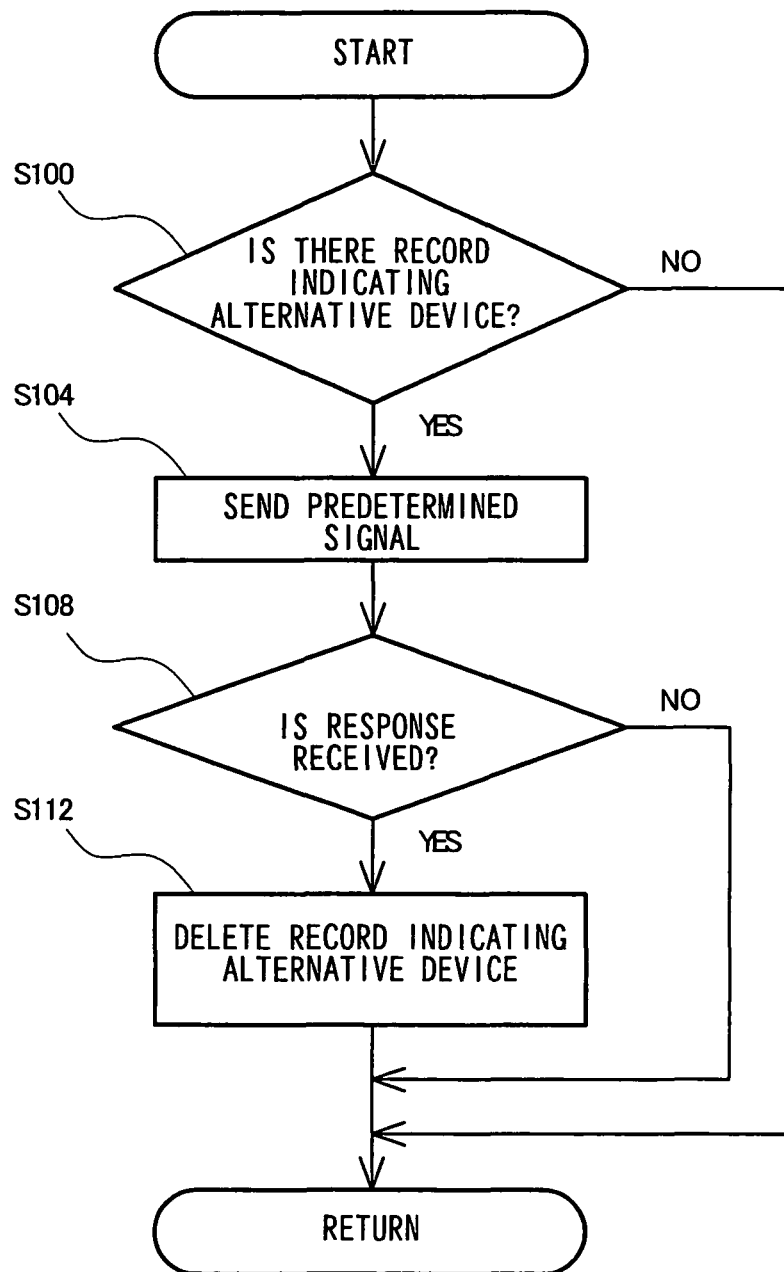 START
S100
IS THERE RECORD
INDICATING
ALTERNATIVE DEVICE?
NO
YES
S104
SEND PREDETERMINED
SIGNAL
S108
IS RESPONSE
RECEIVED?
NO
YES
S112
DELETE RECORD INDICATING
ALTERNATIVE DEVICE
RETURN